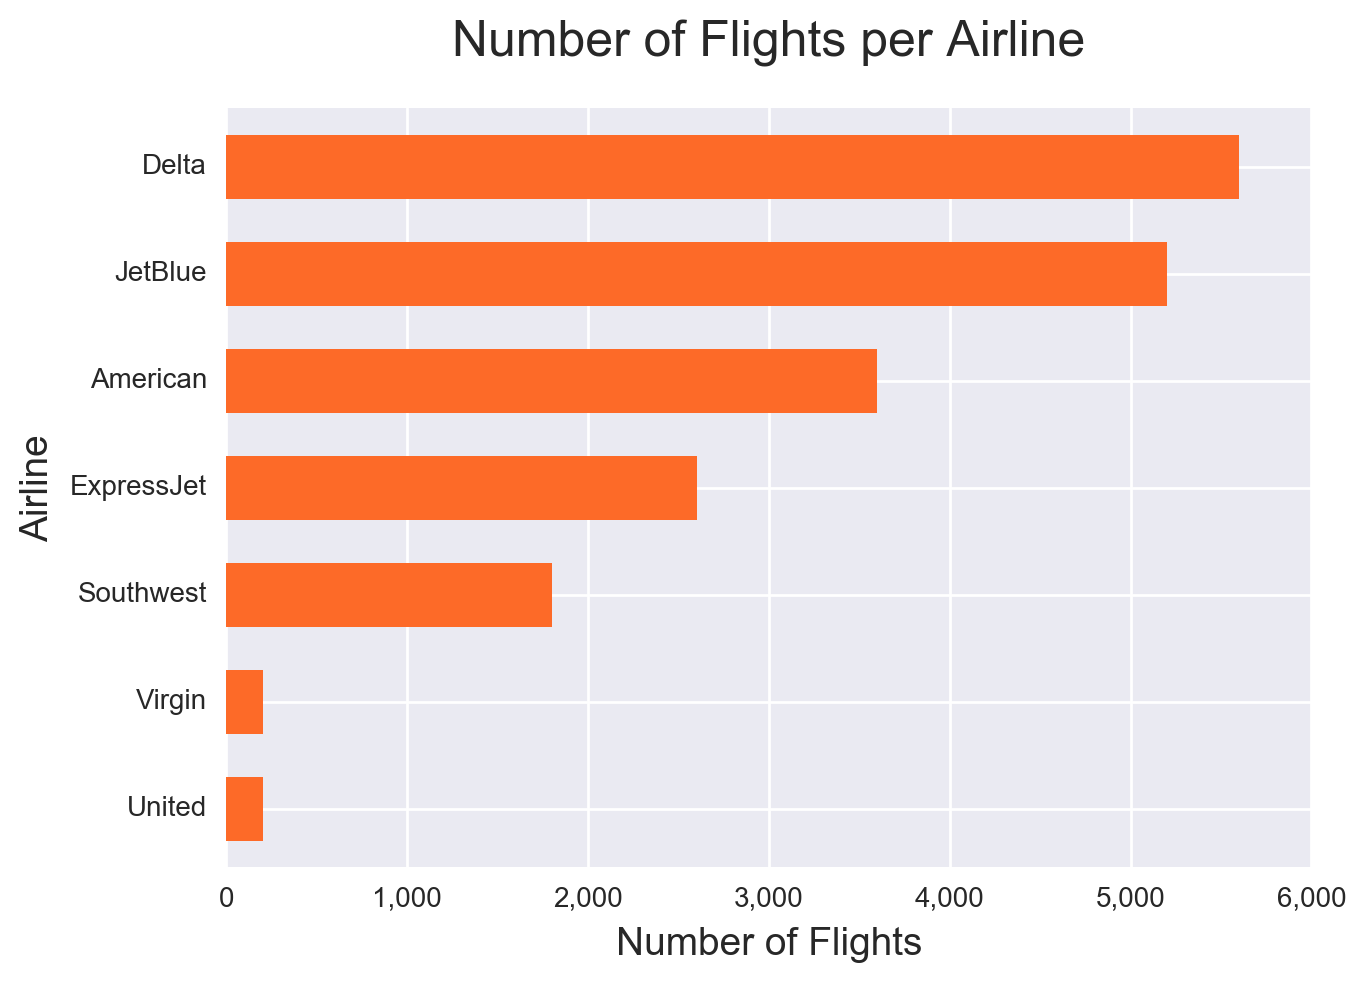 Number of Flights per Airline
Delta
JetBlue
American
ExpressJet
Southwest
Virgin
United
Airline
0 1,000 2,000 3,000 4,000 5,000 6,000
Number of Flights